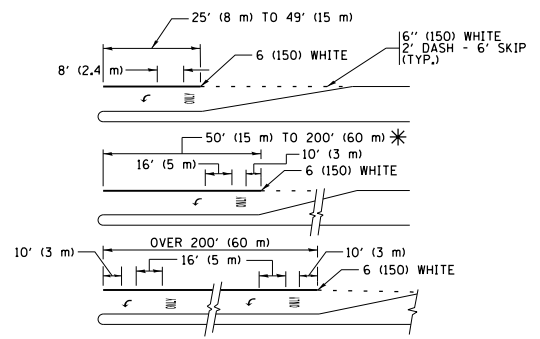 25' (8 m) TO 49' (15 m)
6" (150) WHITE
2' DASH - 6' SKIP
(TYP.)
6 (150) WHITE
8' (2.4 m)
ONLY
50' (15 m) TO 200' (60 m) ✳
16' (5 m)
10' (3 m)
6 (150) WHITE
ONLY
OVER 200' (60 m)
10' (3 m)
16' (5 m)
10' (3 m)
6 (150) WHITE
ONLY
ONLY